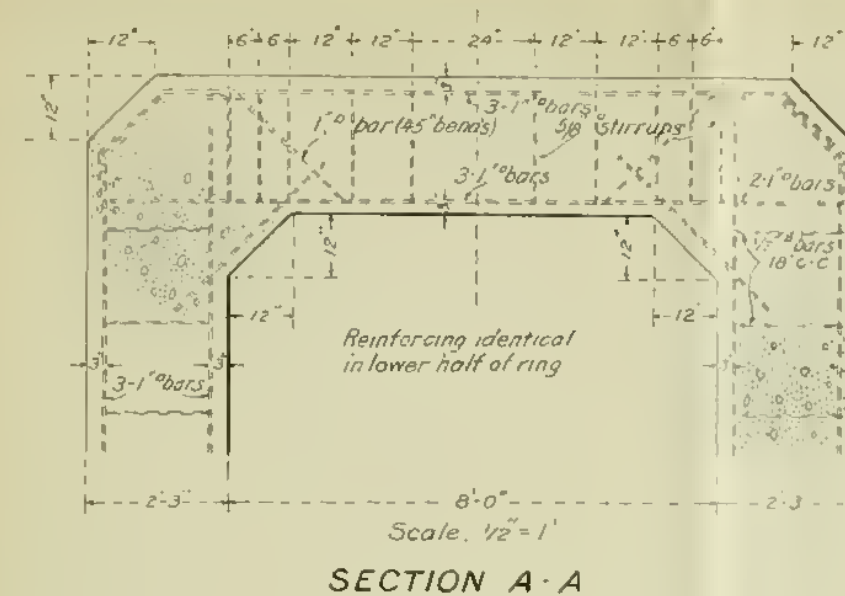 12" 6" 6" 12" 12" 24" 12" 12" 6" 6" 12"
12"
3-1"□bars
1"□ bar (45° bends) 5/8" stirrups
3-1"□bars 2-1"□bars
bars
18" c-c
12" 12"
12" 12"
Reinforcing identical
in lower half of ring
3" 3"
3-1"□bars
2'-3" 8'-0" 2'-3
Scale, 1/2" = 1'
SECTION A-A